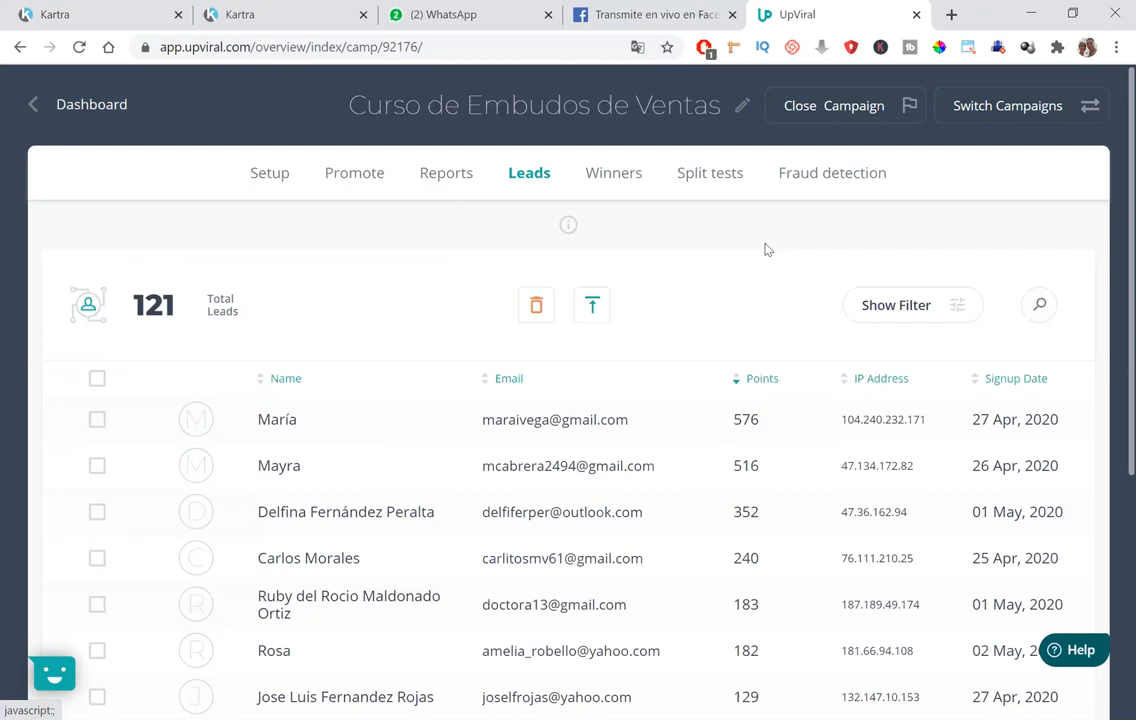 Kartra
Kartra
(2) WhatsApp
Transmite en vivo en Face
UpViral
app.upviral.com/overview/index/camp/92176/
Dashboard
Curso de Embudos de Ventas
Close Campaign
Switch Campaigns
Setup
Promote
Reports
Leads
Winners
Split tests
Fraud detection
121
Total
Leads
Show Filter
Name
Email
Points
IP Address
Signup Date
M
María
maraivega@gmail.com
576
104.240.232.171
27 Apr, 2020
M
Mayra
mcabrera2494@gmail.com
516
47.134.172.82
26 Apr, 2020
D
Delfina Fernández Peralta
delfiferper@outlook.com
352
47.36.162.94
01 May, 2020
C
Carlos Morales
carlitosmv61@gmail.com
240
76.111.210.25
25 Apr, 2020
R
Ruby del Rocio Maldonado
Ortiz
doctora13@gmail.com
183
187.189.49.174
01 May, 2020
R
Rosa
amelia_robello@yahoo.com
182
181.66.94.108
02 May, 2
Help
J
Jose Luis Fernandez Rojas
joselfrojas@yahoo.com
129
132.147.10.153
27 Apr, 2020
javascript:;